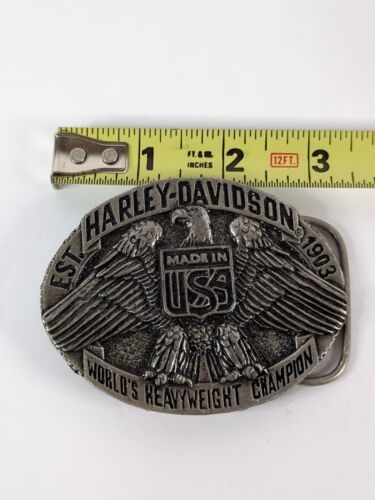 1 FT. & IN. INCHES 2 12FT. 3
HARLEY-DAVIDSON®
EST. 1903
MADE IN
USA
WORLD'S HEAVYWEIGHT CHAMPION